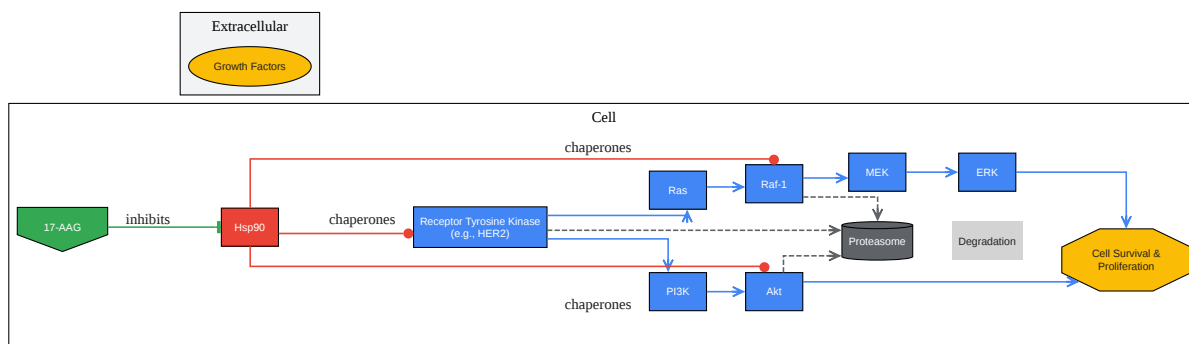 Extracellular
Growth Factors
Cell
chaperones
MEK
ERK
Ras
Raf-1
17-AAG
inhibits
Hsp90
chaperones
Receptor Tyrosine Kinase
(e.g., HER2)
Proteasome
Degradation
Cell Survival &
Proliferation
PI3K
Akt
chaperones